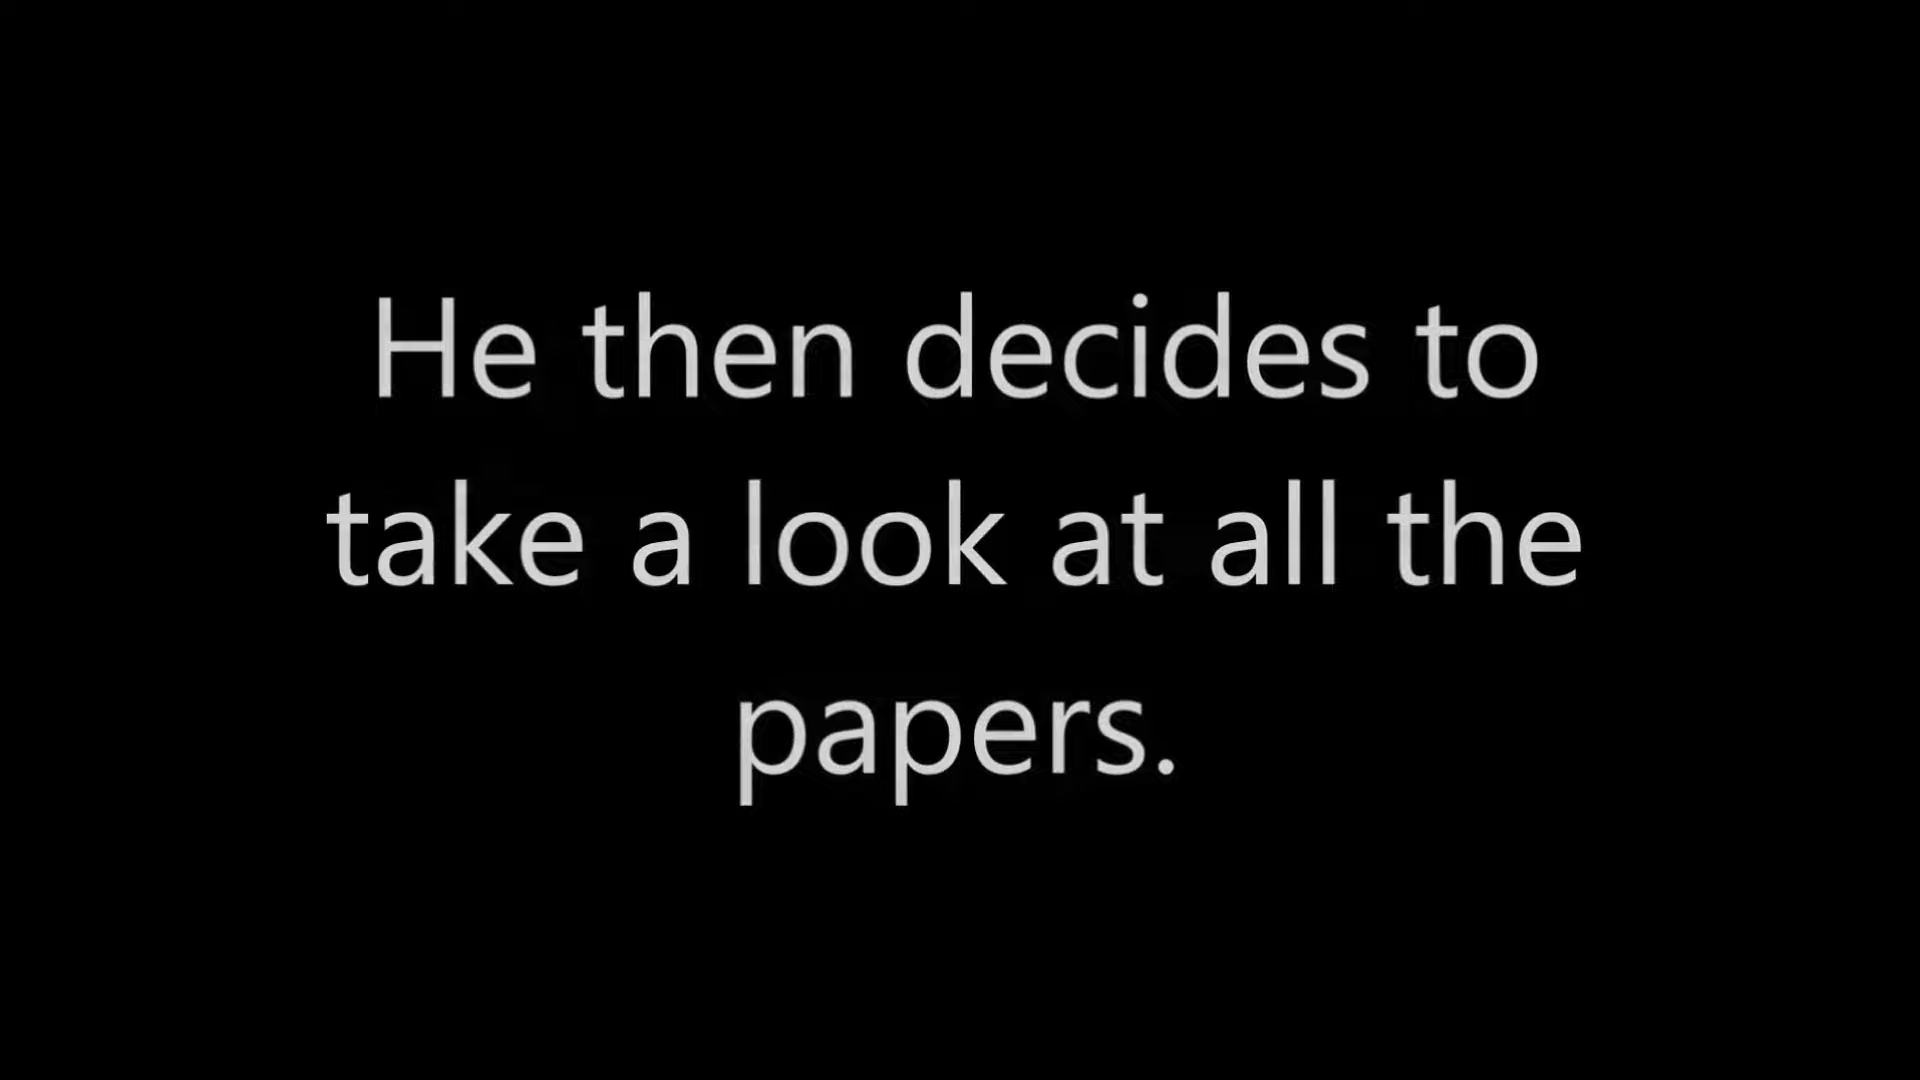 He then decides to
take a look at all the
papers.